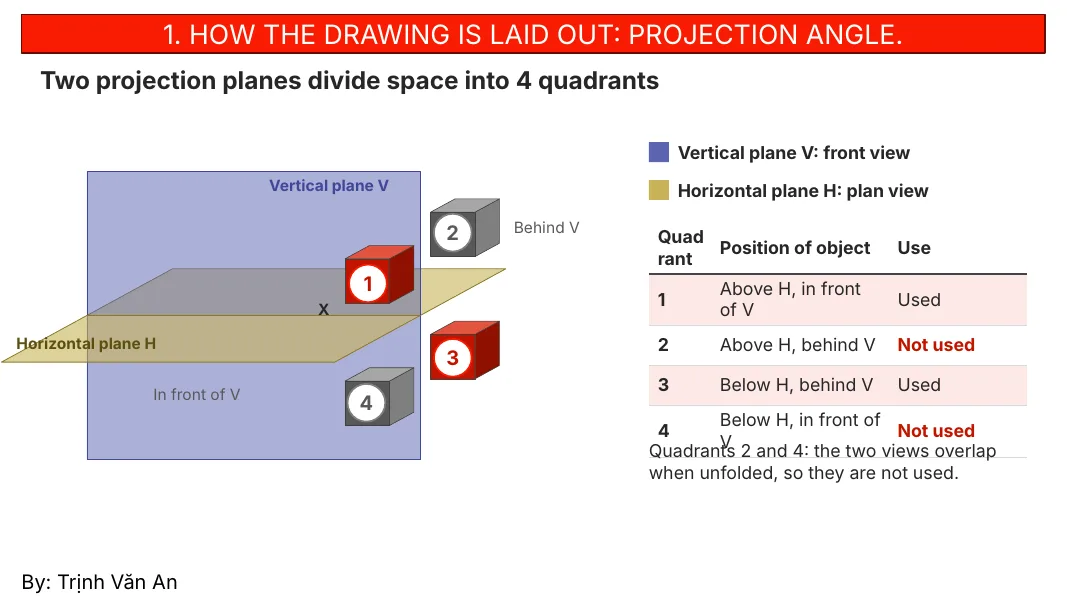 1. HOW THE DRAWING IS LAID OUT: PROJECTION ANGLE.
Two projection planes divide space into 4 quadrants
Vertical plane V
2
Behind V
1
X
Horizontal plane H
3
In front of V
4
Vertical plane V: front view
Horizontal plane H: plan view
Quad
rant
Position of object
Use
1
Above H, in front
of V
Used
2
Above H, behind V
Not used
3
Below H, behind V
Used
4
Below H, in front of
V
Not used
Quadrants 2 and 4: the two views overlap
when unfolded, so they are not used.
By: Trịnh Văn An